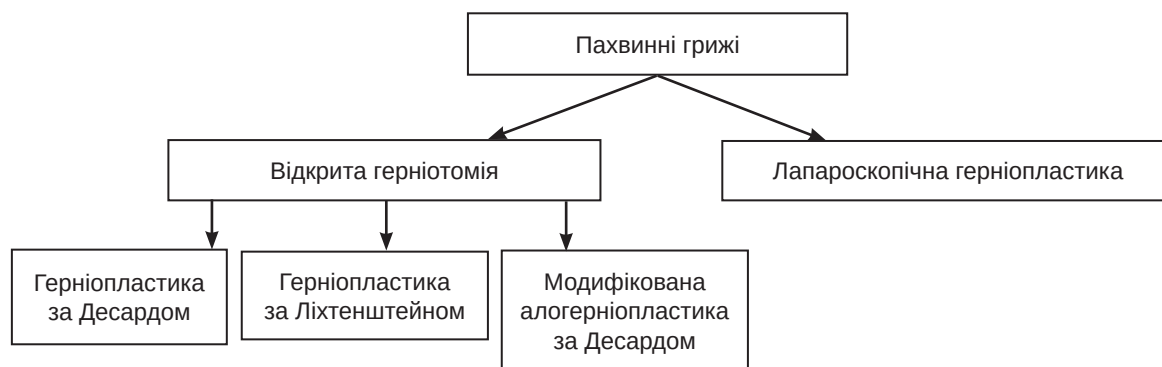 Пахвинні грижі
Відкрита герніотомія
Лапароскопічна герніопластика
Герніопластика
за Десардом
Герніопластика
за Ліхтенштейном
Модифікована
алогерніопластика
за Десардом